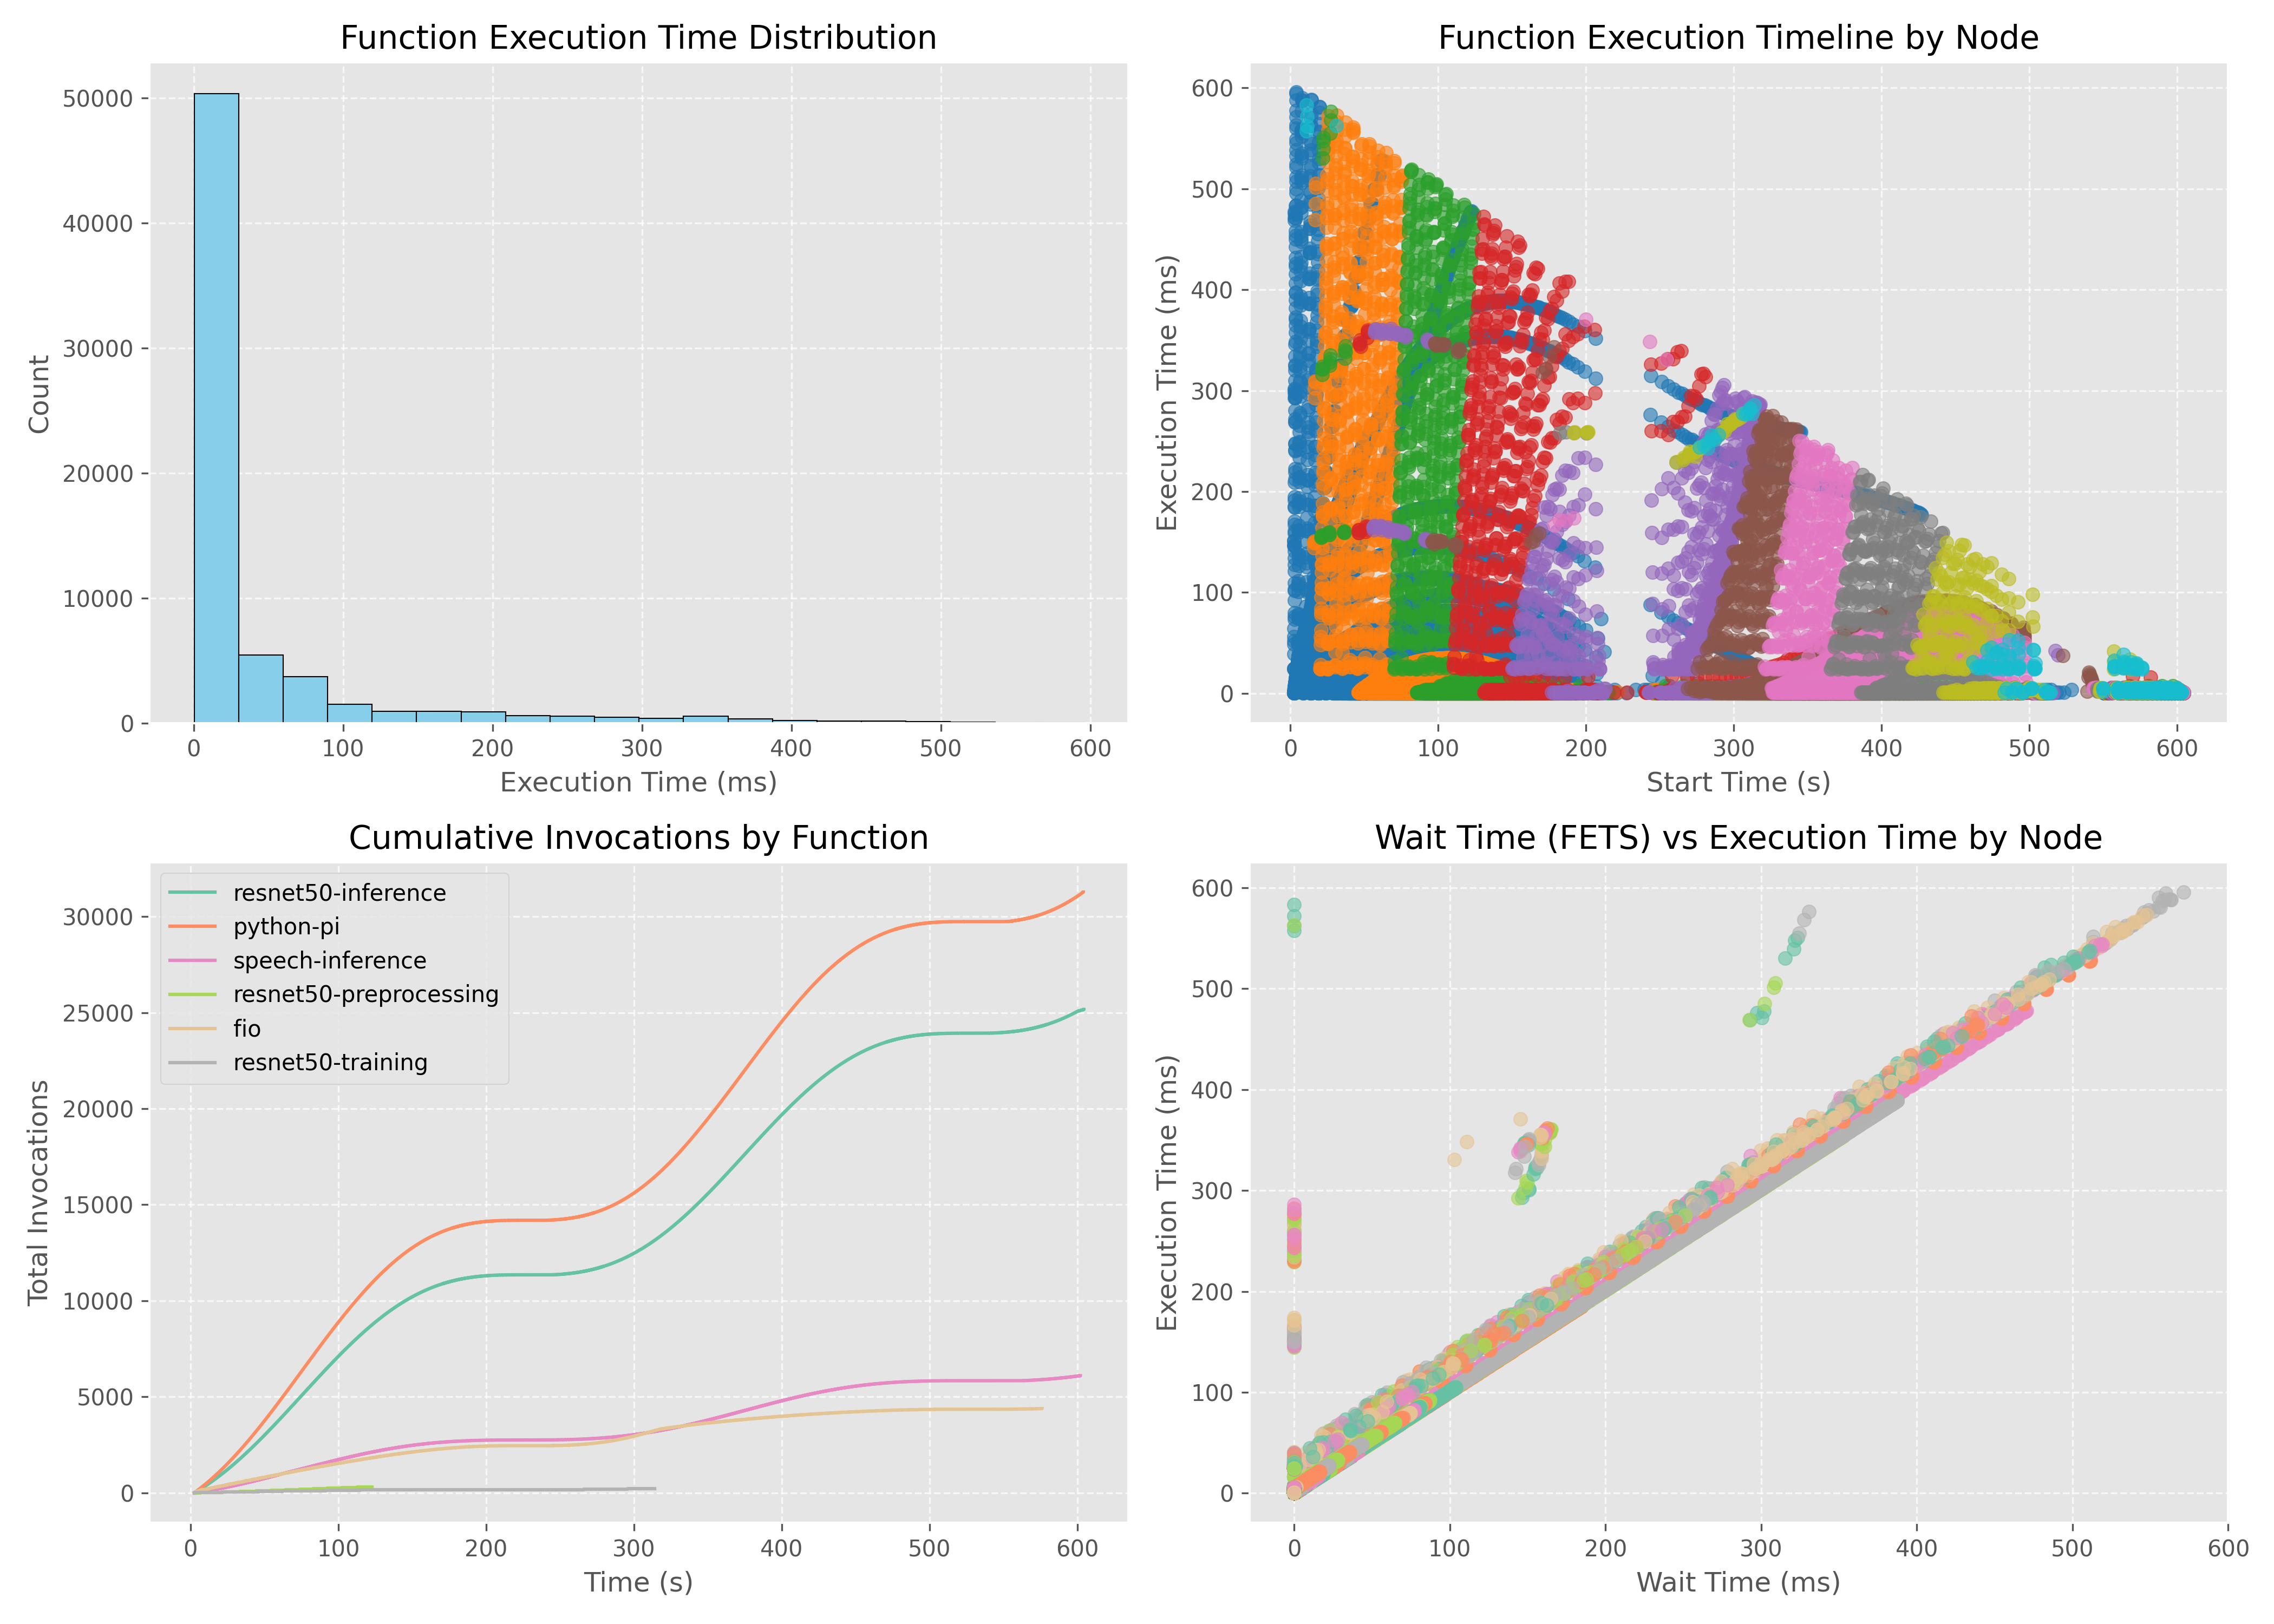 Function Execution Time Distribution
50000
40000
30000
20000
10000
0
Count
0 100 200 300 400 500 600
Execution Time (ms)
Function Execution Timeline by Node
600
500
400
300
200
100
0
Execution Time (ms)
0 100 200 300 400 500 600
Start Time (s)
Cumulative Invocations by Function
resnet50-inference
python-pi
speech-inference
resnet50-preprocessing
fio
resnet50-training
30000
25000
20000
15000
10000
5000
0
Total Invocations
0 100 200 300 400 500 600
Time (s)
Wait Time (FETS) vs Execution Time by Node
600
500
400
300
200
100
0
Execution Time (ms)
0 100 200 300 400 500 600
Wait Time (ms)